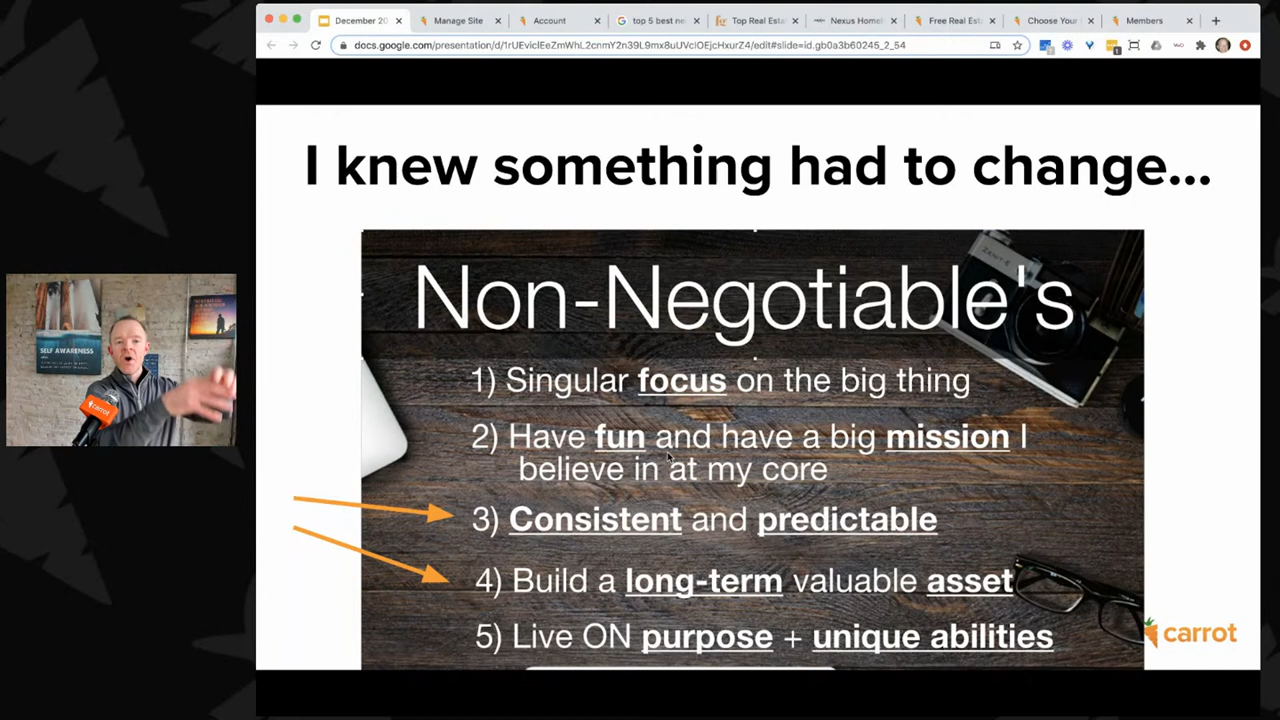 December 20
Manage Site
Account
top 5 best ne
Top Real Esta
Nexus Home
Free Real Est
Choose Your
Members
docs.google.com/presentation/d/1rUEviclEeZmWhL2cnmY2n39L9mx8uUVclOEjcHxurZ4/edit#slide=id.gb0a3b60245_2_54
I knew something had to change...
ZENIT-E
Non-Negotiable's
1) Singular focus on the big thing
2) Have fun and have a big mission I
believe in at my core
3) Consistent and predictable
4) Build a long-term valuable asset
5) Live ON purpose + unique abilities
carrot
SELF AWARENESS
carrot